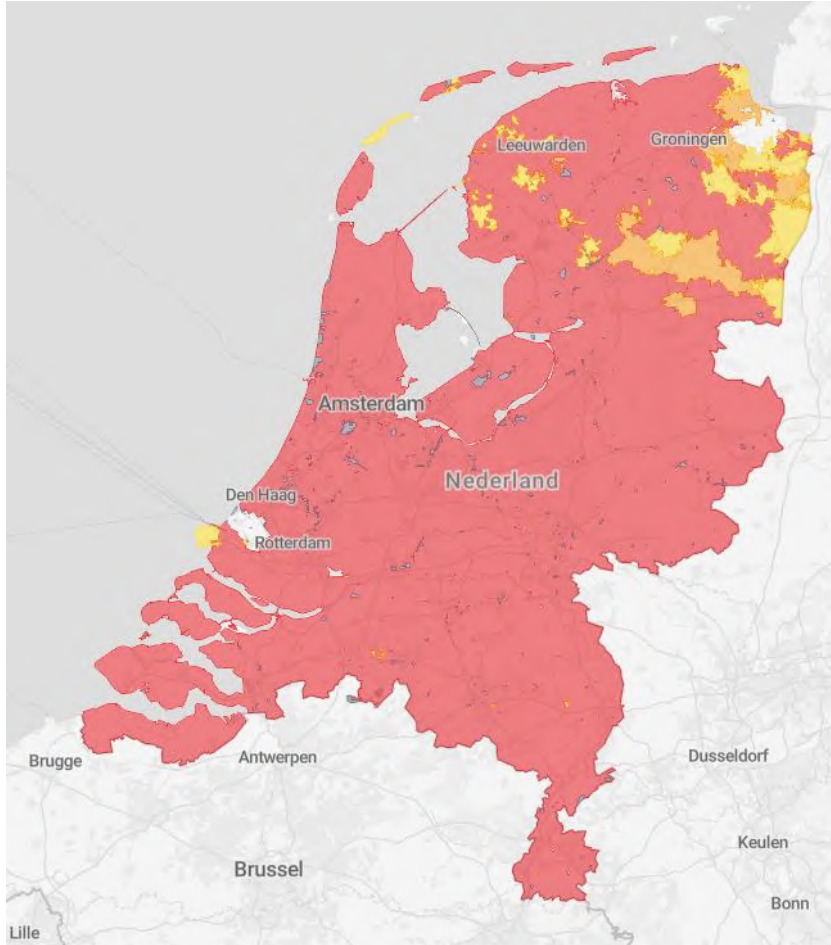 Leeuwarden
Groningen
Amsterdam
Nederland
Den Haag
Rotterdam
Brugge
Antwerpen
Dusseldorf
Brussel
Keulen
Bonn
Lille